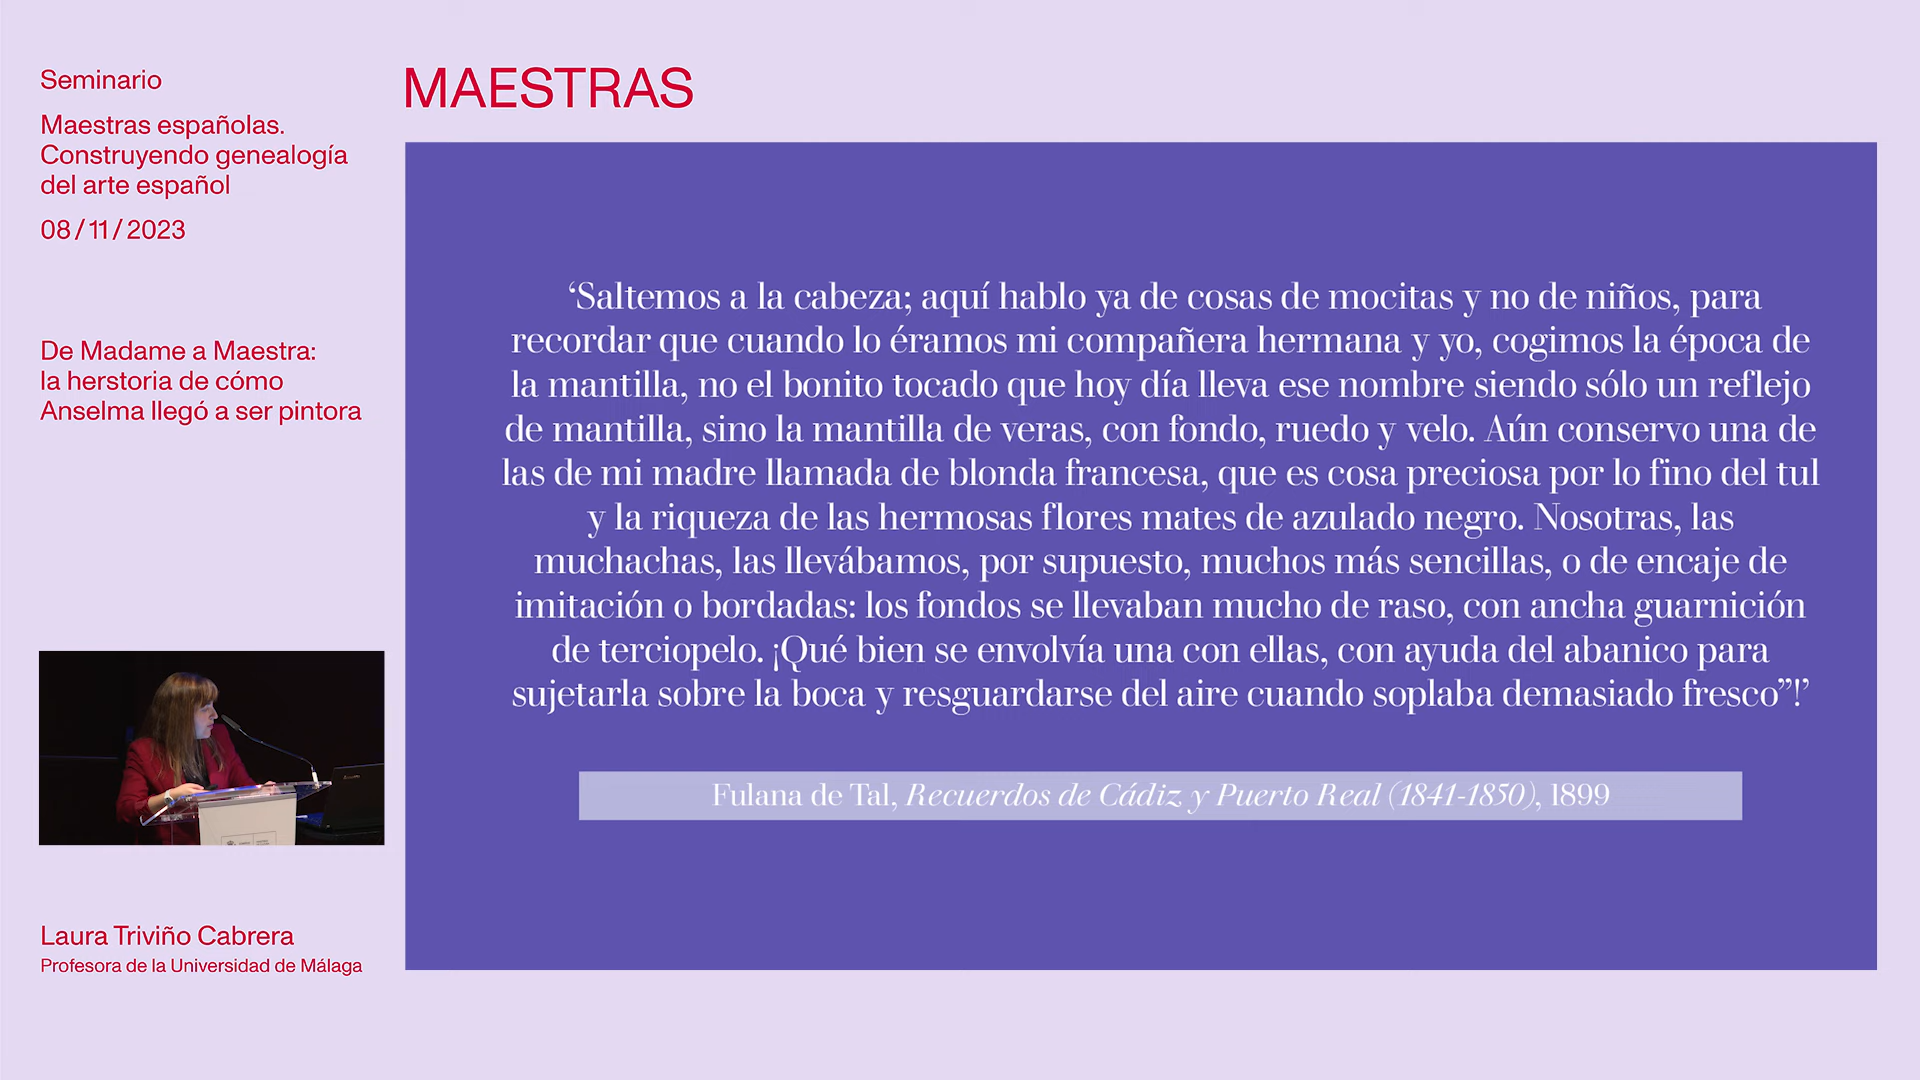 Seminario
Maestras españolas.
Construyendo genealogía
del arte español
08/11/2023
De Madame a Maestra:
la herstoria de cómo
Anselma llegó a ser pintora
Laura Triviño Cabrera
Profesora de la Universidad de Málaga
MAESTRAS
‘Saltemos a la cabeza; aquí hablo ya de cosas de mocitas y no de niños, para
recordar que cuando lo éramos mi compañera hermana y yo, cogimos la época de
la mantilla, no el bonito tocado que hoy día lleva ese nombre siendo sólo un reflejo
de mantilla, sino la mantilla de veras, con fondo, ruedo y velo. Aún conservo una de
las de mi madre llamada de blonda francesa, que es cosa preciosa por lo fino del tul
y la riqueza de las hermosas flores mates de azulado negro. Nosotras, las
muchachas, las llevábamos, por supuesto, muchos más sencillas, o de encaje de
imitación o bordadas: los fondos se llevaban mucho de raso, con ancha guarnición
de terciopelo. ¡Qué bien se envolvía una con ellas, con ayuda del abanico para
sujetarla sobre la boca y resguardarse del aire cuando soplaba demasiado fresco”!’
Fulana de Tal, Recuerdos de Cádiz y Puerto Real (1841-1850), 1899